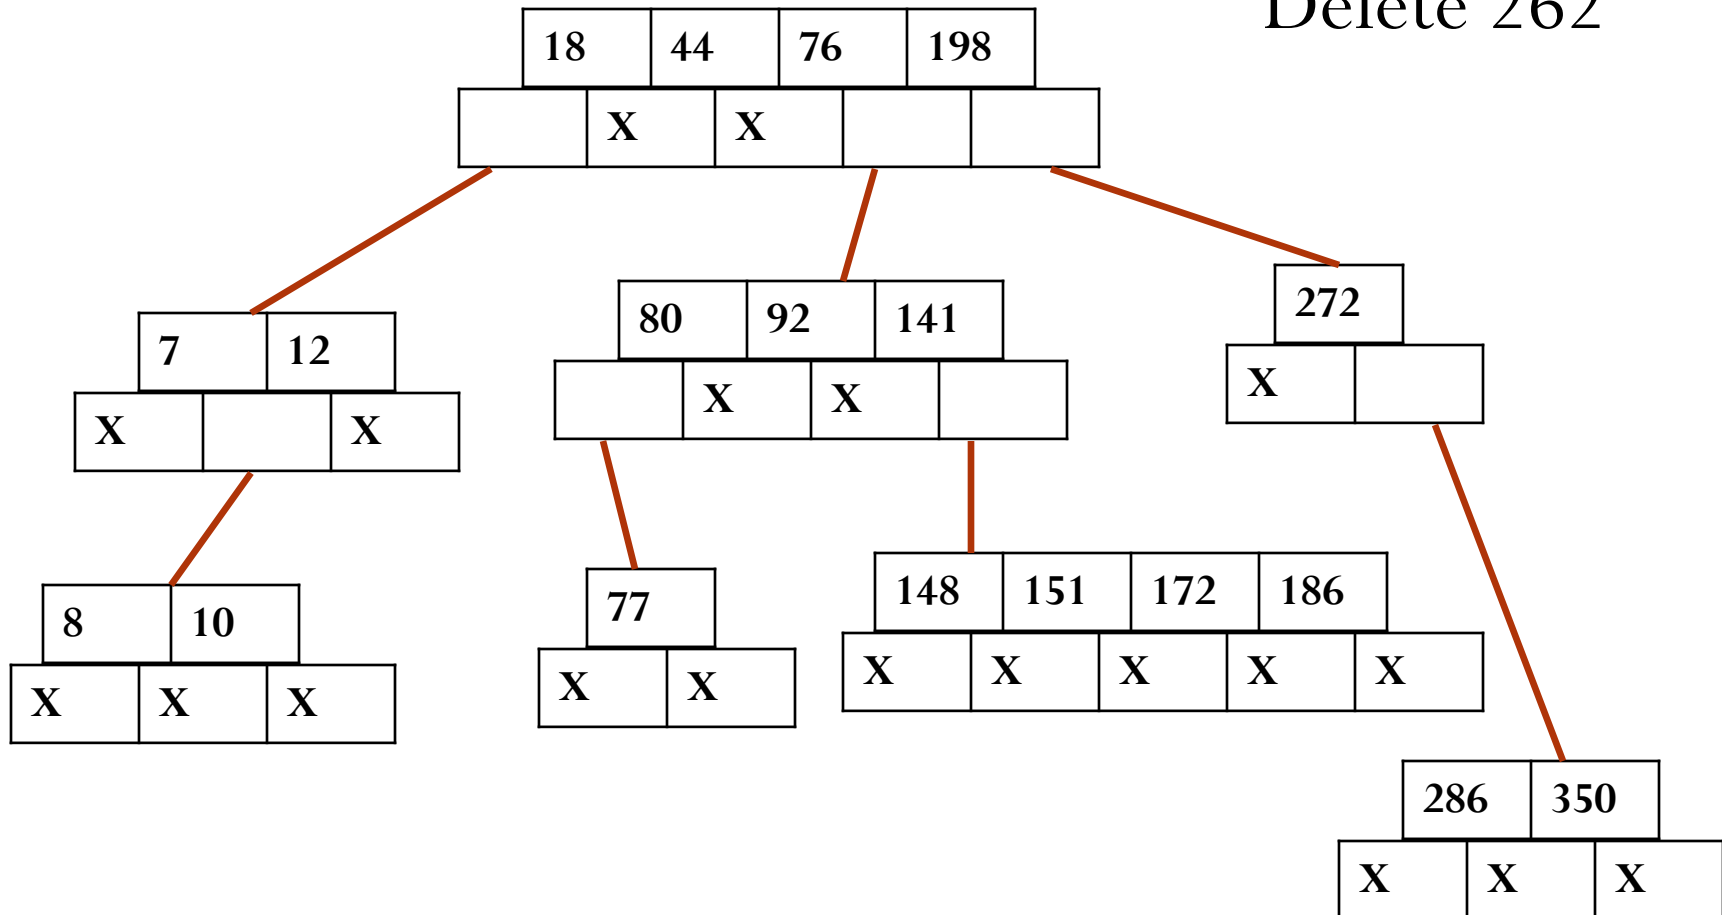 Delete 262
18 44 76 198
X X
272
80 92 141
7 12
X
X X
X X
8 10
148 151 172 186
77
X X X X X
X X
X X X
286 350
X X X